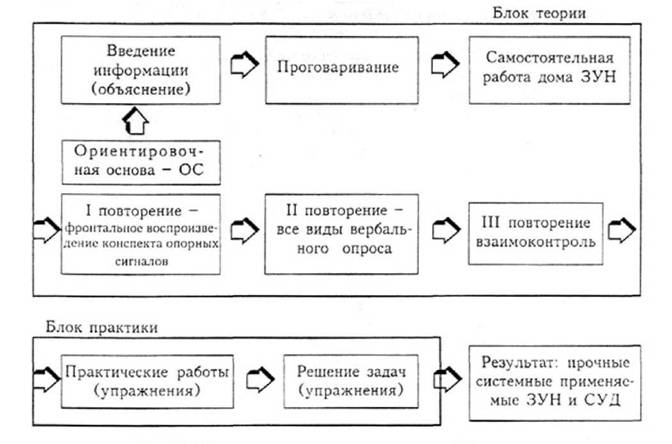 Блок теории
Введение
информации
(объяснение)
Проговаривание
Самостоятельная
работа дома ЗУН
Ориентировоч-
ная основа – ОС
I повторение –
фронтальное воспроизве-
дение конспекта опорных
сигналов
II повторение –
все виды вербаль-
ного опроса
III повторение
взаимоконтроль
Блок практики
Практические работы
(упражнения)
Решение задач
(упражнения)
Результат: прочные
системные применяе-
мые ЗУН и СУД